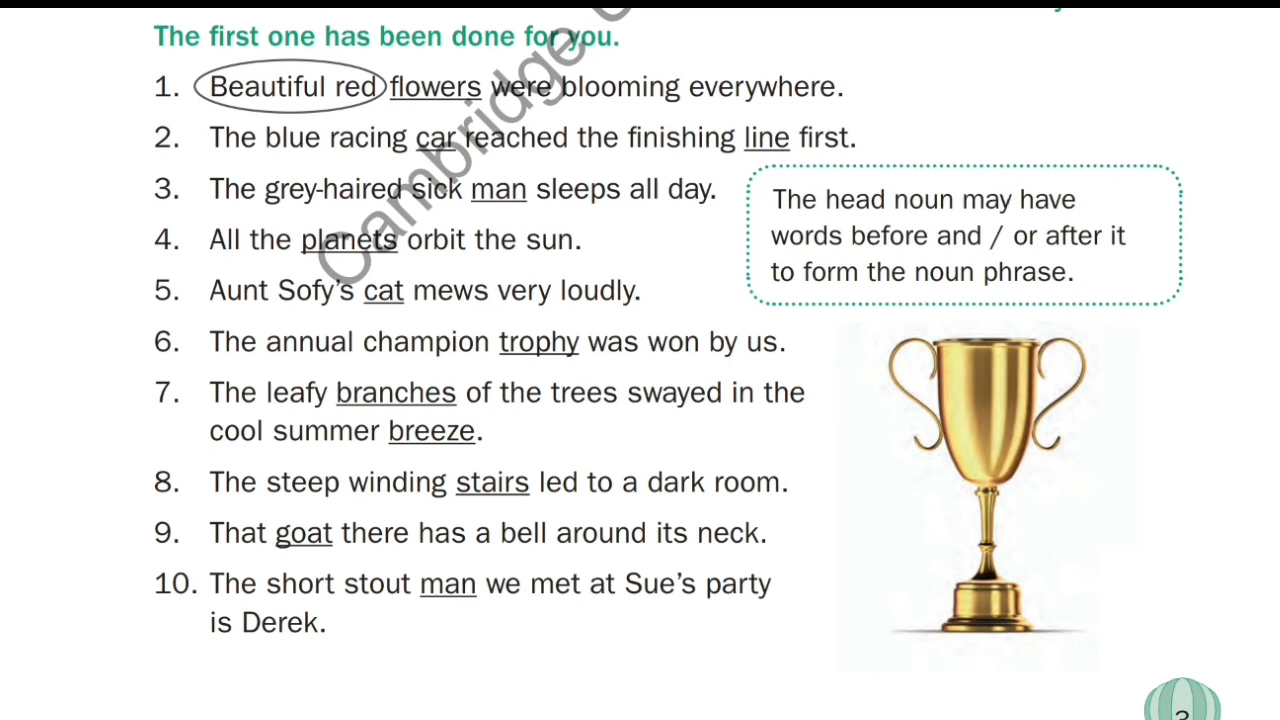 The first one has been done for you.
1. Beautiful red flowers were blooming everywhere.
2. The blue racing car reached the finishing line first.
3. The grey-haired sick man sleeps all day.
4. All the planets orbit the sun.
5. Aunt Sofy's cat mews very loudly.
6. The annual champion trophy was won by us.
7. The leafy branches of the trees swayed in the
cool summer breeze.
8. The steep winding stairs led to a dark room.
9. That goat there has a bell around its neck.
10. The short stout man we met at Sue's party
is Derek.
The head noun may have
words before and / or after it
to form the noun phrase.
Cambridge